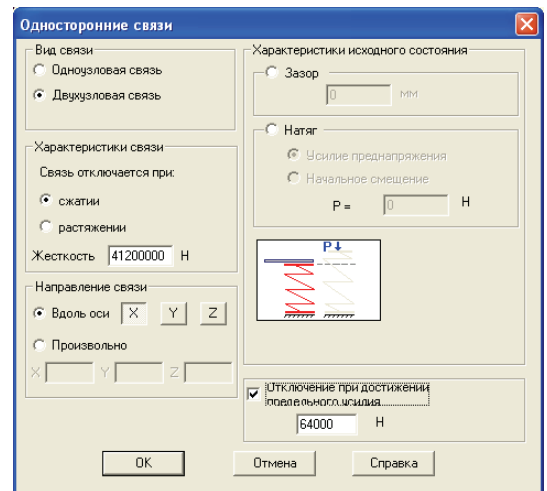 Односторонние связи
Вид связи
Одноузловая связь
Двухузловая связь
Характеристики связи
Связь отключается при:
сжатии
растяжении
Жесткость 41200000 Н
Направление связи
Вдоль оси X Y Z
Произвольно
X Y Z
Характеристики исходного состояния
Зазор
0 мм
Натяг
Усилие преднапряжения
Начальное смещение
P = 0 Н
P
Отключение при достижении
предельного усилия
64000 Н
OK Отмена Справка